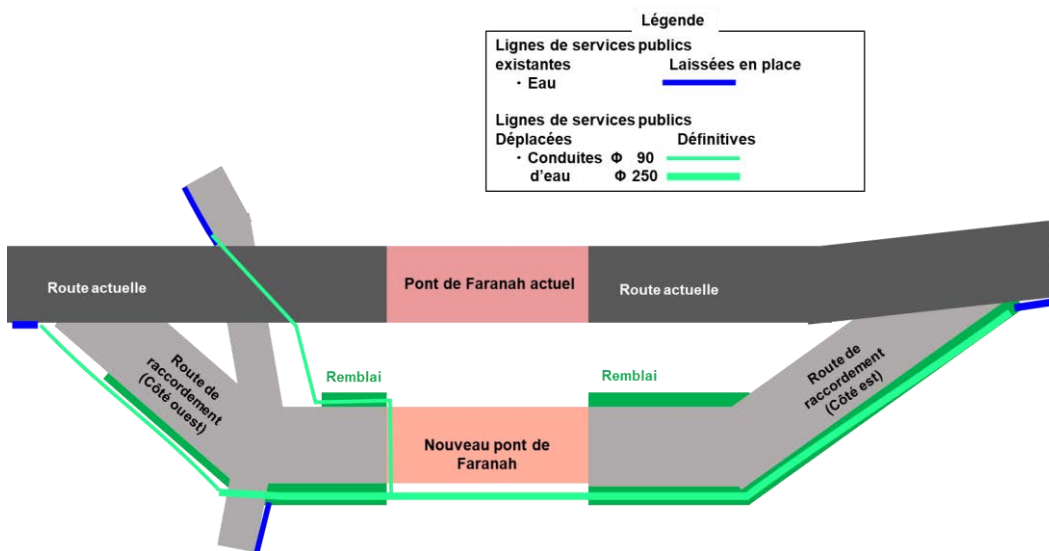 Légende
Lignes de services publics
existantes Laissées en place
· Eau
Lignes de services publics
Déplacées Définitives
· Conduites Φ 90
d'eau Φ 250
Route actuelle
Pont de Faranah actuel
Route actuelle
Route de
raccordement
(Côté ouest)
Remblai
Remblai
Route de
raccordement
(Côté est)
Nouveau pont de
Faranah